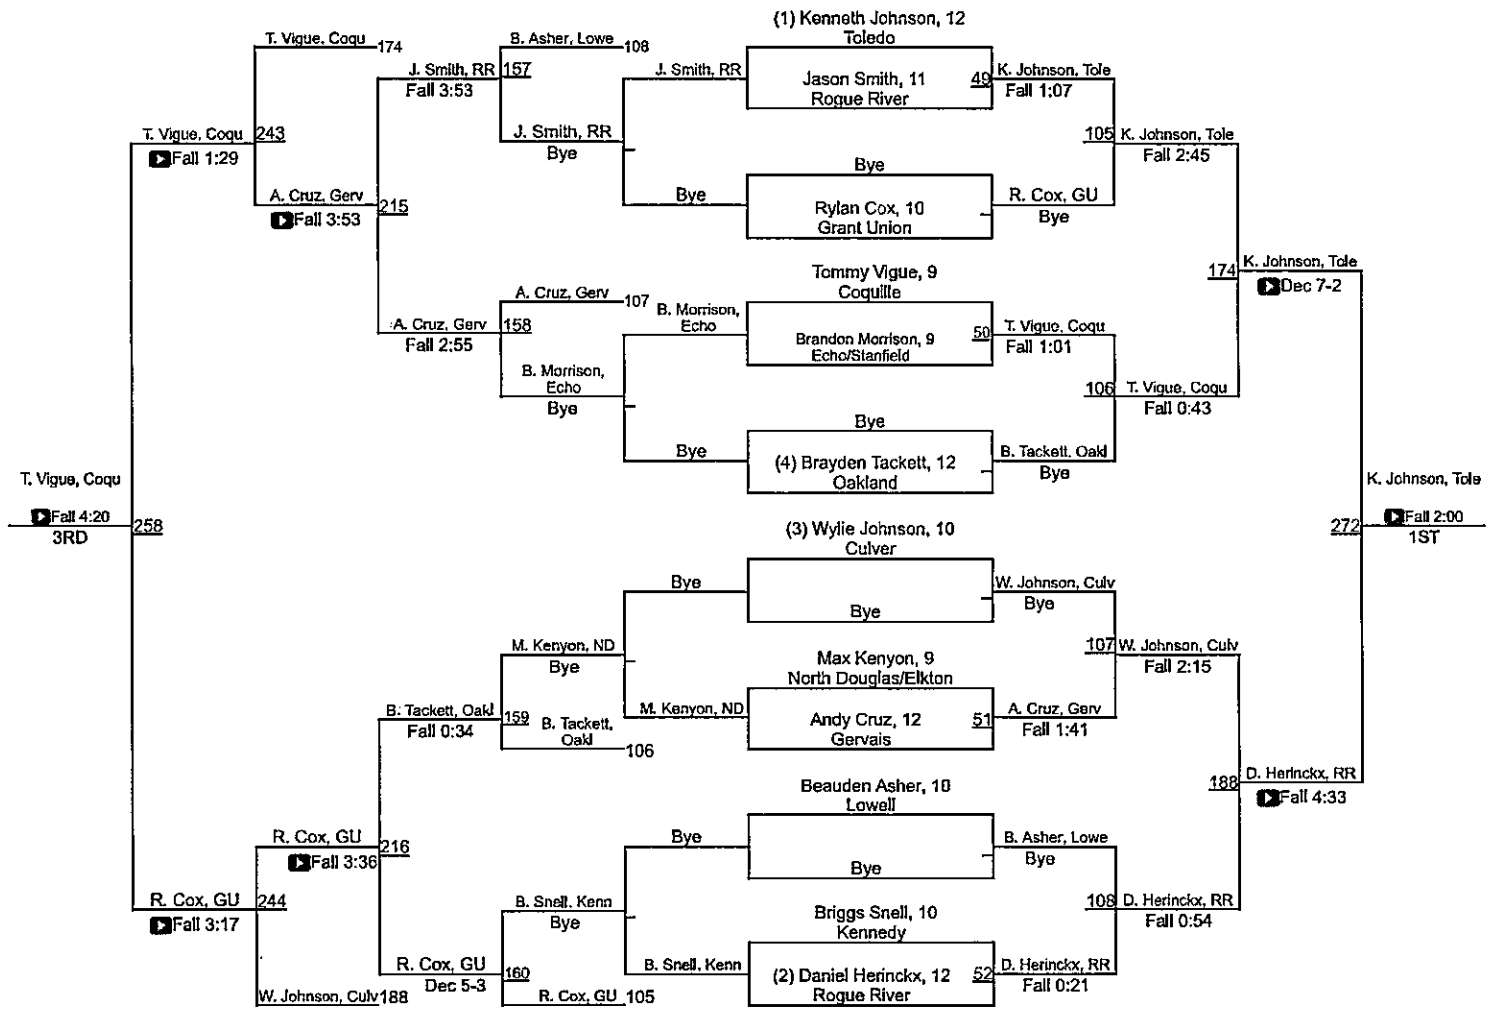 (1) Kenneth Johnson, 12
Toledo
T. Vigue, Coqu 174
B. Asher, Lowe 108
J. Smith, RR 157
Fall 3:53
J. Smith, RR
Jason Smith, 11
Rogue River
49
K. Johnson, Tole
Fall 1:07
T. Vigue, Coqu 243
Fall 1:29
J. Smith, RR
Bye
105
K. Johnson, Tole
Fall 2:45
Bye
A. Cruz, Gerv 215
Fall 3:53
Bye
Rylan Cox, 10
Grant Union
R. Cox, GU
Bye
174
K. Johnson, Tole
Dec 7-2
Tommy Vigue, 9
Coquille
A. Cruz, Gerv 107
B. Morrison,
Echo
A. Cruz, Gerv 158
Fall 2:55
Brandon Morrison, 9
Echo/Stanfield
50
T. Vigue, Coqu
Fall 1:01
B. Morrison,
Echo
Bye
106
T. Vigue, Coqu
Fall 0:43
Bye
Bye
(4) Brayden Tackett, 12
Oakland
B. Tackett, Oakl
Bye
T. Vigue, Coqu
Fall 4:20
3RD
258
K. Johnson, Tole
272
Fall 2:00
1ST
(3) Wylie Johnson, 10
Culver
Bye
Bye
W. Johnson, Culv
Bye
M. Kenyon, ND
Bye
107
W. Johnson, Culv
Fall 2:15
Max Kenyon, 9
North Douglas/Elkton
M. Kenyon, ND
B. Tackett, Oakl 159
Fall 0:34
Andy Cruz, 12
Gervais
51
A. Cruz, Gerv
Fall 1:41
B. Tackett,
Oakl
106
188
D. Herinckx, RR
Fall 4:33
Beauden Asher, 10
Lowell
R. Cox, GU 216
Fall 3:36
Bye
Bye
B. Asher, Lowe
Bye
R. Cox, GU 244
Fall 3:17
B. Snell, Kenn
Bye
108
D. Herinckx, RR
Fall 0:54
Briggs Snell, 10
Kennedy
R. Cox, GU 160
Dec 5-3
B. Snell, Kenn
(2) Daniel Herinckx, 12
Rogue River
52
D. Herinckx, RR
Fall 0:21
W. Johnson, Culv 188
R. Cox, GU 105